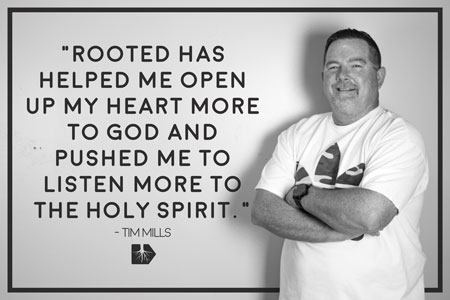 "ROOTED HAS
HELPED ME OPEN
UP MY HEART MORE
TO GOD AND
PUSHED ME TO
LISTEN MORE TO
THE HOLY SPIRIT."
- TIM MILLS